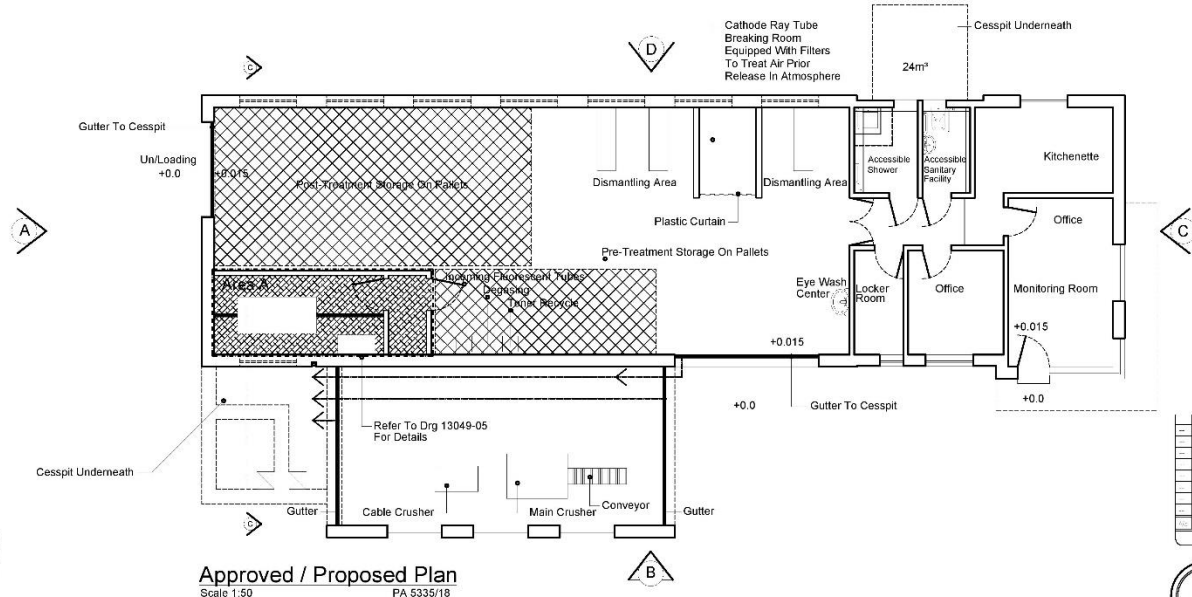 Cathode Ray Tube
Breaking Room
Equipped With Filters
To Treat Air Prior
Release In Atmosphere
Cesspit Underneath
24m³
D
C
Gutter To Cesspit
Un/Loading
+0.0
+0.015
Post-Treatment Storage On Pallets
Dismantling Area
Dismantling Area
Plastic Curtain
Accessible
Shower
Accessible
Sanitary
Facility
Kitchenette
A
C
Office
Pre-Treatment Storage On Pallets
Area A
Incoming Fluorescent Tubes
Degasing
Toner Recycle
Eye Wash
Center
Locker
Room
Office
Monitoring Room
+0.015
+0.015
+0.0
+0.0
Gutter To Cesspit
Refer To Drg 13049-05
For Details
Cesspit Underneath
Gutter
Cable Crusher
Main Crusher
Conveyor
Gutter
C
B
Approved / Proposed Plan
Scale 1:50
PA 5335/18